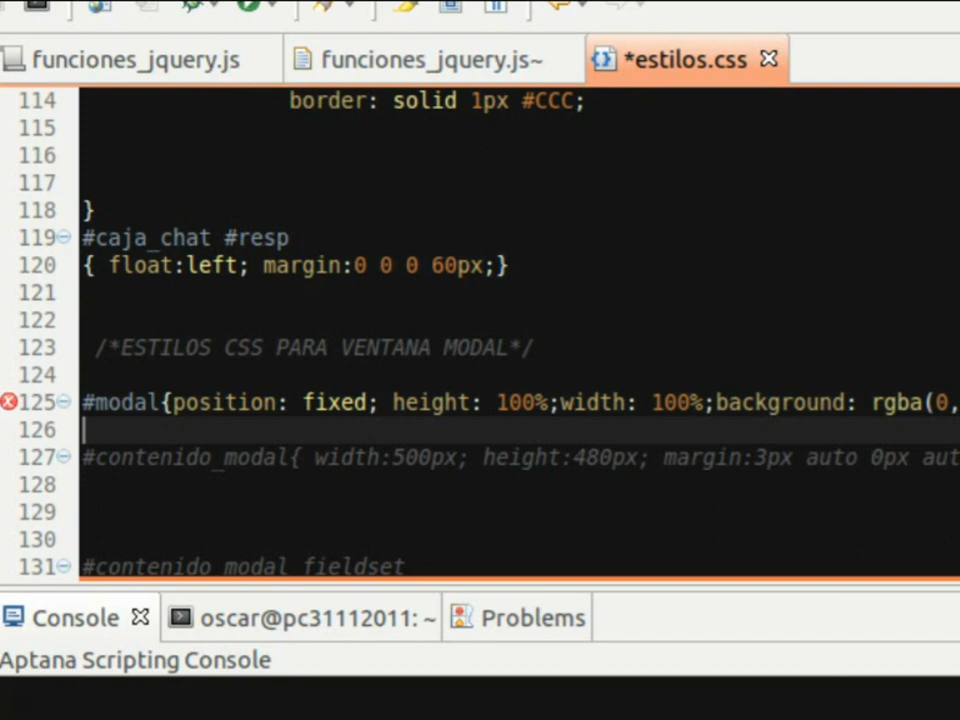 funciones_jquery.js funciones_jquery.js~ *estilos.css
114 border: solid 1px #CCC;
115
116
117
118 }
119 #caja_chat #resp
120 { float:left; margin:0 0 0 60px;}
121
122
123 /*ESTILOS CSS PARA VENTANA MODAL*/
124
125 #modal{position: fixed; height: 100%;width: 100%;background: rgba(0,
126
127 #contenido_modal{ width:500px; height:480px; margin:3px auto 0px aut
128
129
130
131 #contenido modal fieldset
Console oscar@pc31112011: ~ Problems
Aptana Scripting Console